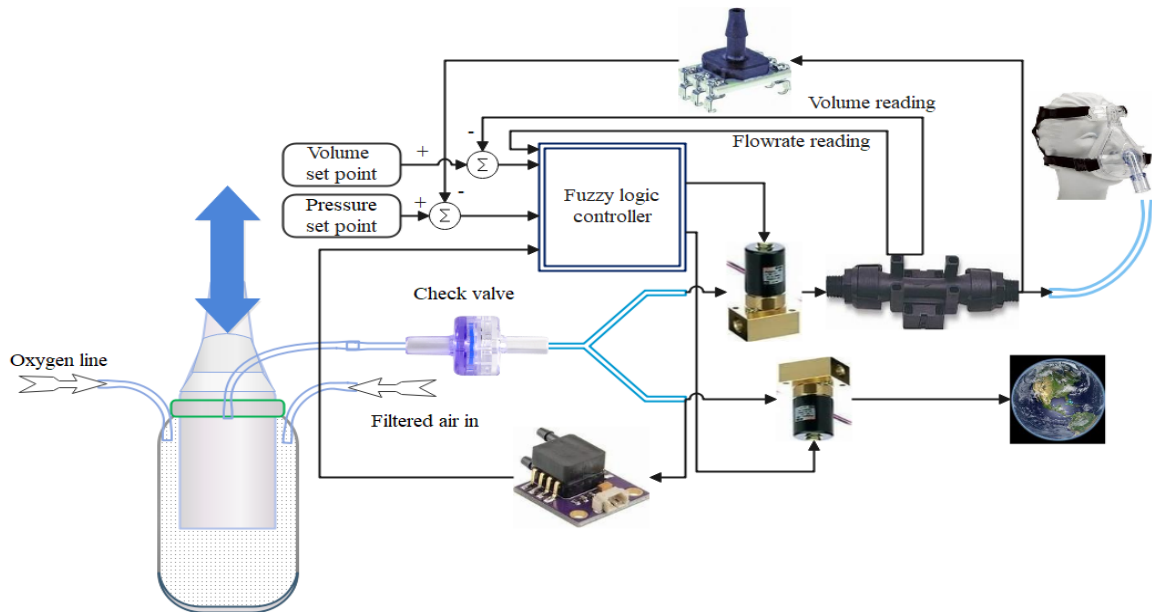 Volume reading
-
Flowrate reading
Volume
set point
+
Σ
-
Pressure
set point
+
Σ
Fuzzy logic
controller
Check valve
Oxygen line
Filtered air in